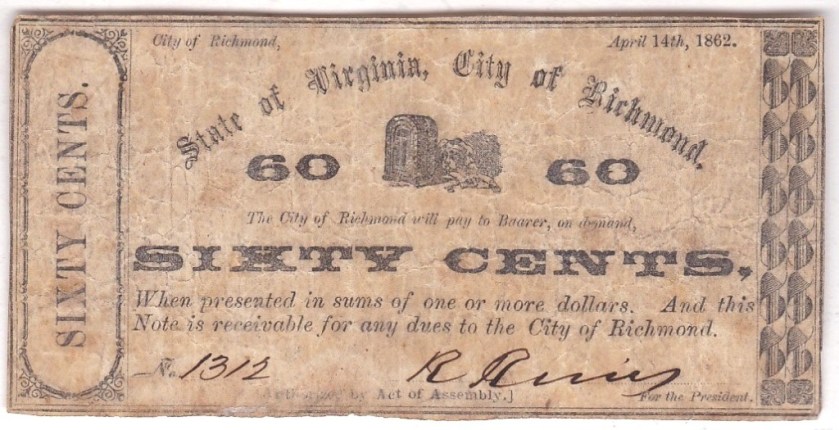 City of Richmond,
April 14th, 1862.
State of Virginia, City of Richmond.
60
60
The City of Richmond will pay to Bearer, on demand,
SIXTY CENTS,
When presented in sums of one or more dollars. And this
Note is receivable for any dues to the City of Richmond.
No. 1312
Authorized by Act of Assembly.]
For the President.
SIXTY CENTS.